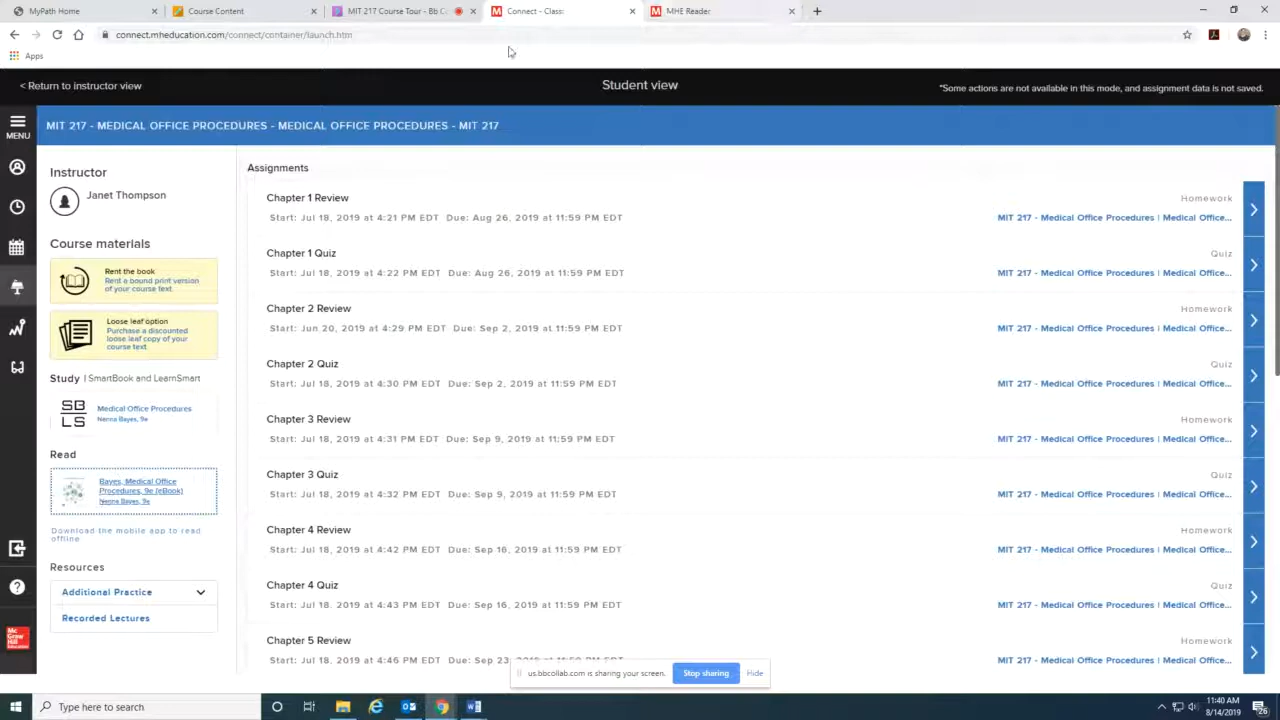 MyPath Home
Course Content
MIT 217 Course Tour - Bb C
Connect - Class:
MHE Reader
connect.mheducation.com/connect/container/launch.htm
Apps
< Return to instructor view
Student view
*Some actions are not available in this mode, and assignment data is not saved.
MENU
MIT 217 - MEDICAL OFFICE PROCEDURES - MEDICAL OFFICE PROCEDURES - MIT 217
Instructor
Janet Thompson
Course materials
Rent the book
Rent a bound print version
of your course text.
Loose leaf option
Purchase a discounted
loose leaf copy of your
course text.
Study | SmartBook and LearnSmart
SB
LS
Medical Office Procedures
Nenna Bayes, 9e
Read
Bayes, Medical Office
Procedures, 9e (eBook)
Nenna Bayes, 9e
Download the mobile app to read
offline
Resources
Additional Practice
Recorded Lectures
Mc
Graw
Hill
Education
Assignments
Chapter 1 Review
Homework
Start: Jul 18, 2019 at 4:21 PM EDT Due: Aug 26, 2019 at 11:59 PM EDT
MIT 217 - Medical Office Procedures | Medical Office...
Chapter 1 Quiz
Quiz
Start: Jul 18, 2019 at 4:22 PM EDT Due: Aug 26, 2019 at 11:59 PM EDT
MIT 217 - Medical Office Procedures | Medical Office...
Chapter 2 Review
Homework
Start: Jun 20, 2019 at 4:29 PM EDT Due: Sep 2, 2019 at 11:59 PM EDT
MIT 217 - Medical Office Procedures | Medical Office...
Chapter 2 Quiz
Quiz
Start: Jul 18, 2019 at 4:30 PM EDT Due: Sep 2, 2019 at 11:59 PM EDT
MIT 217 - Medical Office Procedures | Medical Office...
Chapter 3 Review
Homework
Start: Jul 18, 2019 at 4:31 PM EDT Due: Sep 9, 2019 at 11:59 PM EDT
MIT 217 - Medical Office Procedures | Medical Office...
Chapter 3 Quiz
Quiz
Start: Jul 18, 2019 at 4:32 PM EDT Due: Sep 9, 2019 at 11:59 PM EDT
MIT 217 - Medical Office Procedures | Medical Office...
Chapter 4 Review
Homework
Start: Jul 18, 2019 at 4:42 PM EDT Due: Sep 16, 2019 at 11:59 PM EDT
MIT 217 - Medical Office Procedures | Medical Office...
Chapter 4 Quiz
Quiz
Start: Jul 18, 2019 at 4:43 PM EDT Due: Sep 16, 2019 at 11:59 PM EDT
MIT 217 - Medical Office Procedures | Medical Office...
Chapter 5 Review
Homework
Start: Jul 18, 2019 at 4:46 PM EDT Due: Sep 23, 2019 at 11:59 PM EDT
MIT 217 - Medical Office Procedures | Medical Office...
us.bbcollab.com is sharing your screen.
Stop sharing
Hide
Type here to search
11:40 AM
8/14/2019
26